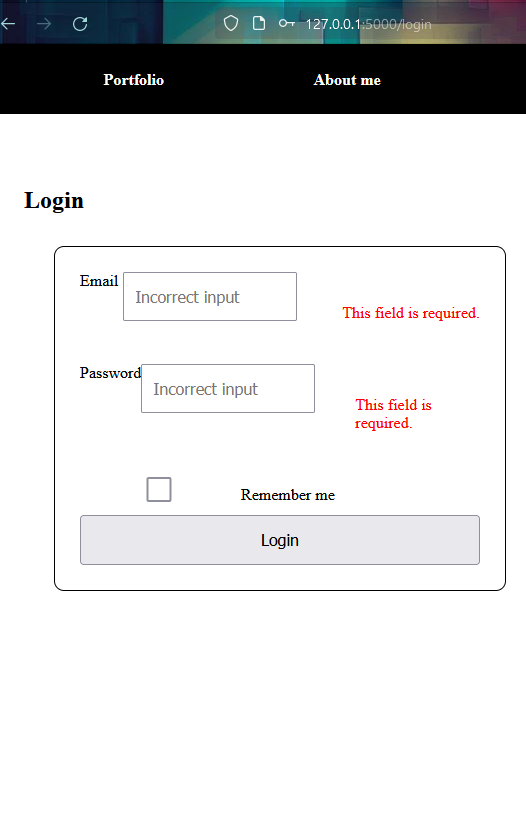 127.0.0.1:5000/login
Portfolio About me
Login
Email Incorrect input
This field is required.
Password Incorrect input
This field is
required.
Remember me
Login